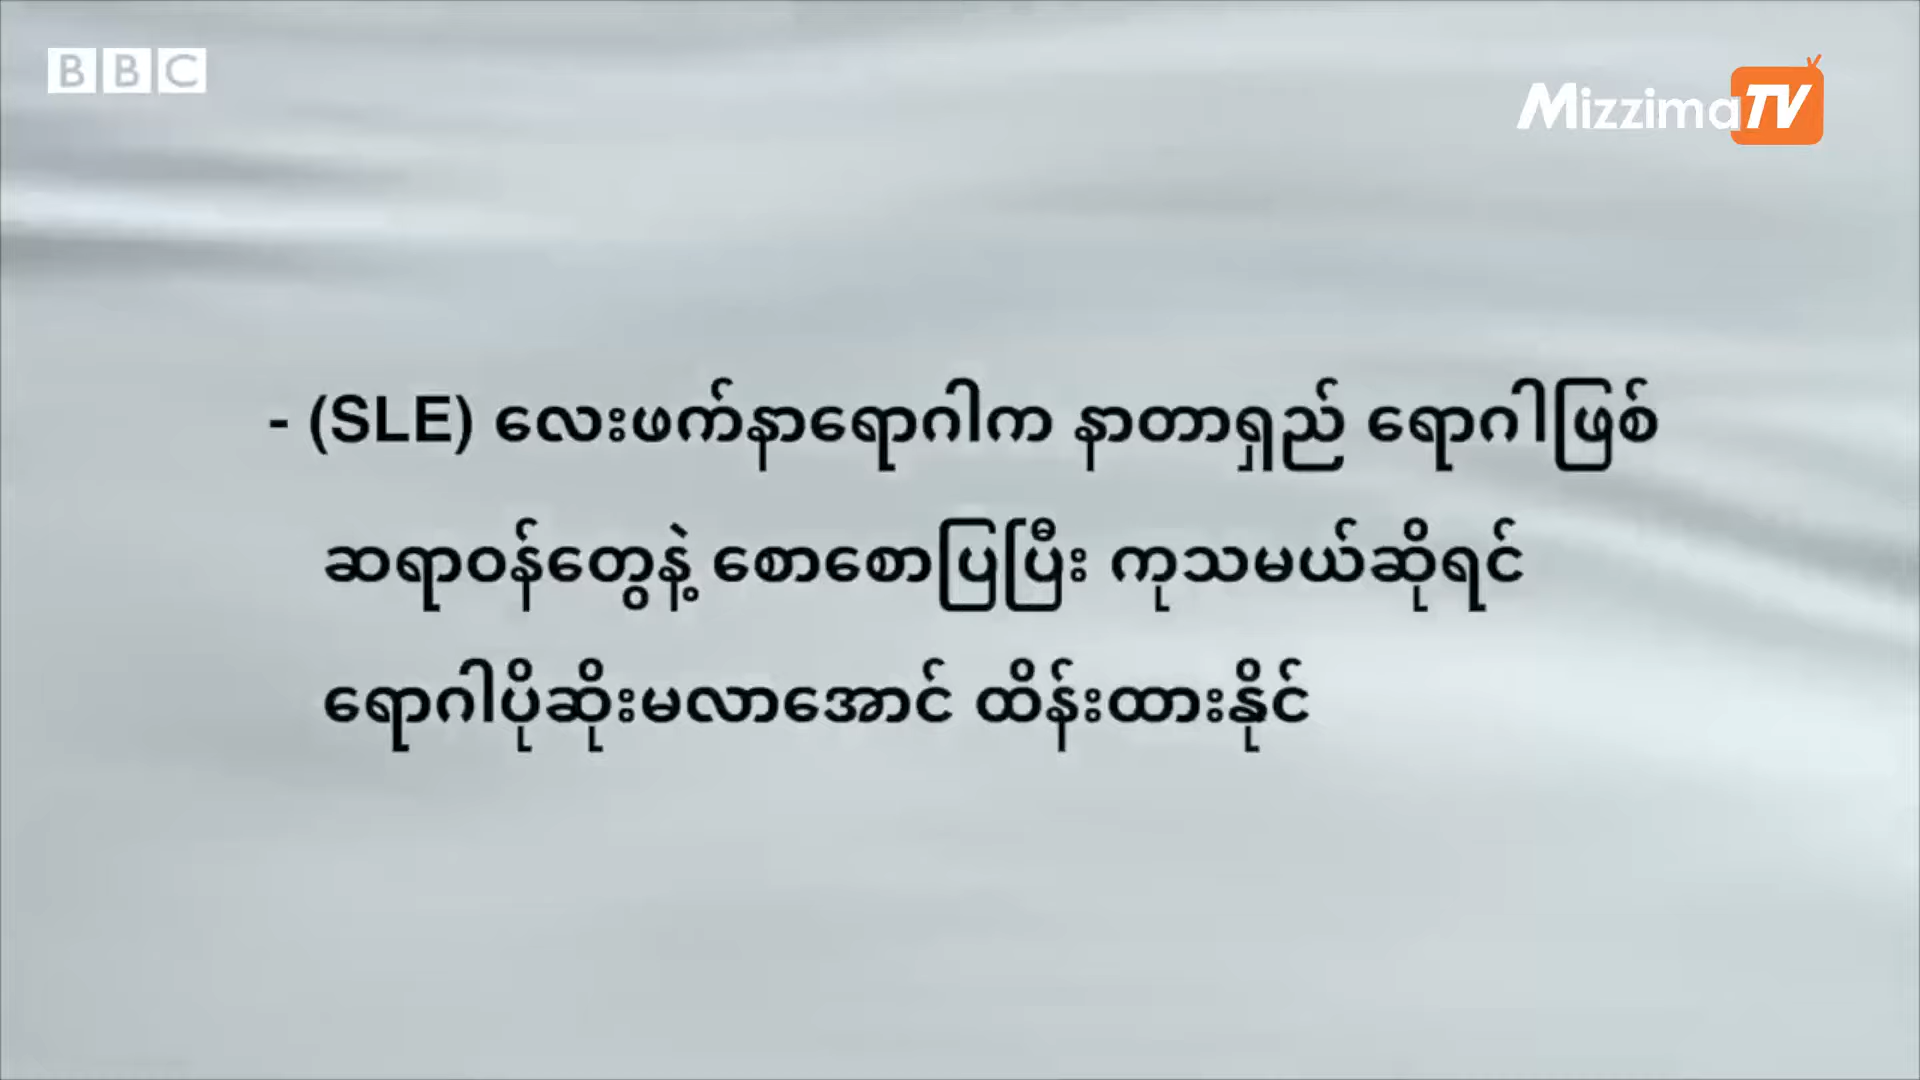 BBC
MizzimaTV
- (SLE) လေးဖက်နာရောဂါက နာတာရှည် ရောဂါဖြစ်
ဆရာဝန်တွေနဲ့ စောစောပြပြီး ကုသမယ်ဆိုရင်
ရောဂါပိုဆိုးမလာအောင် ထိန်းထားနိုင်